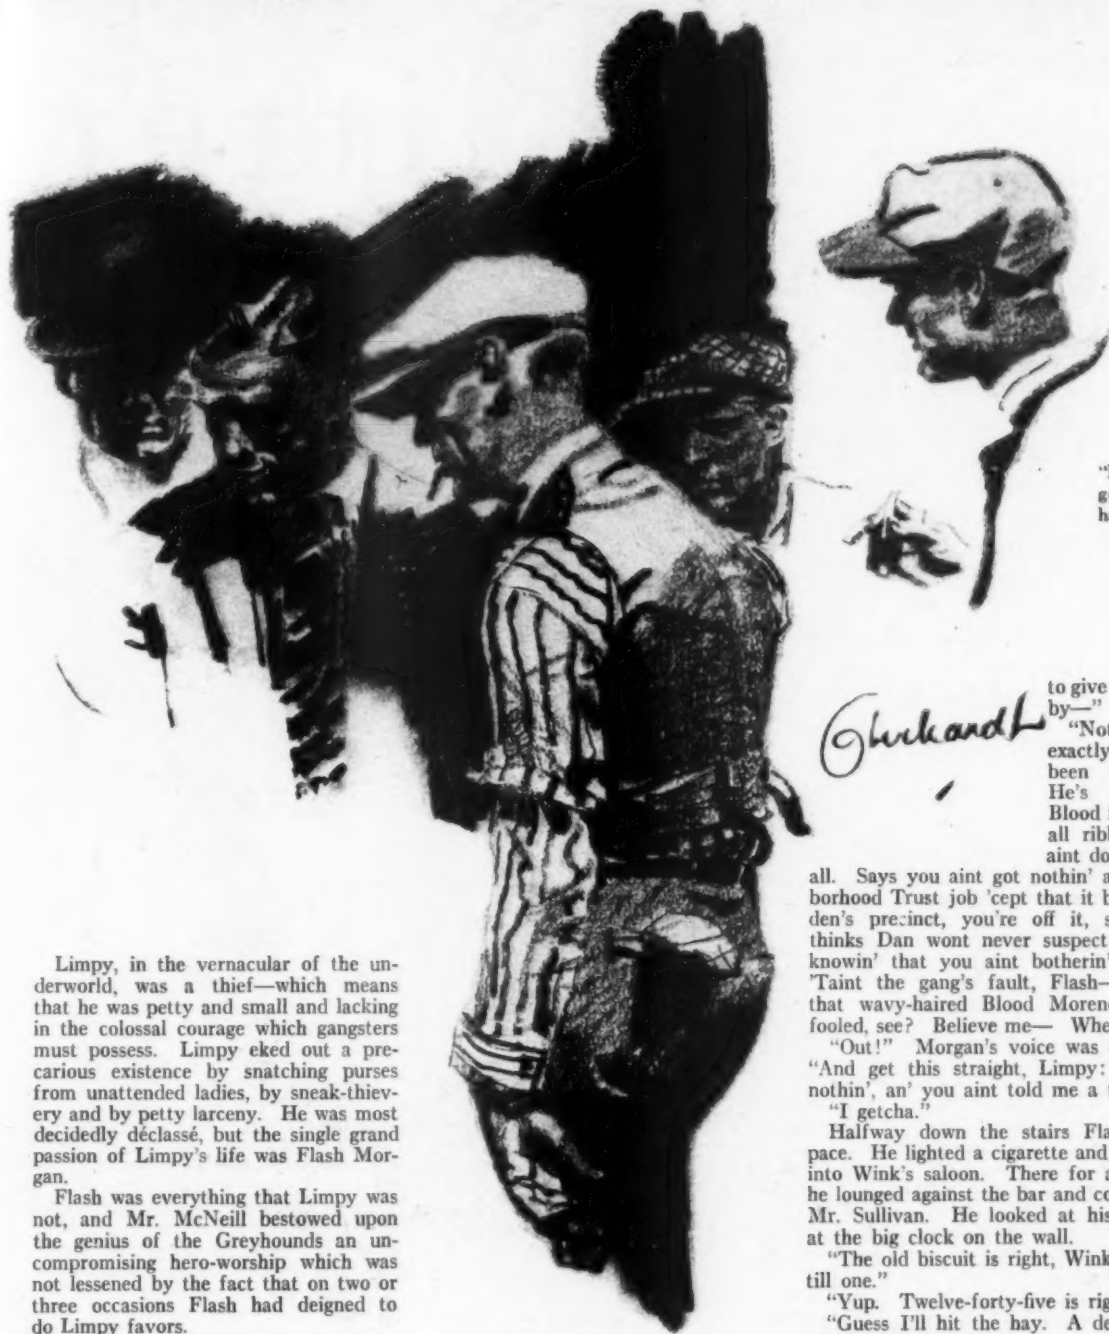 Limpy, in the vernacular of the un-
derworld, was a thief—which means
that he was petty and small and lacking
in the colossal courage which gangsters
must possess. Limpy eked out a pre-
carious existence by snatching purses
from unattended ladies, by sneak-thiev-
ery and by petty larceny. He was most
decidedly déclassé, but the single grand
passion of Limpy's life was Flash Mor-
gan.
Flash was everything that Limpy was
not, and Mr. McNeill bestowed upon
the genius of the Greyhounds an un-
compromising hero-worship which was
not lessened by the fact that on two or
three occasions Flash had deigned to
do Limpy favors.
to give
by—"
"Not
exactly
been
He's
Blood
all ribl
aint do
all. Says you aint got nothin' a
borhood Trust job 'cept that it b
den's precinct, you're off it, s
thinks Dan wont never suspect
knowin' that you aint botherin'
'Taint the gang's fault, Flash—
that wavy-haired Blood Moren
fooled, see? Believe me— Whe
"Out!" Morgan's voice was
"And get this straight, Limpy:
nothin', an' you aint told me a
"I getcha."
Halfway down the stairs Fla
pace. He lighted a cigarette and
into Wink's saloon. There for a
he lounged against the bar and co
Mr. Sullivan. He looked at his
at the big clock on the wall.
"The old biscuit is right, Wink
till one."
"Yup. Twelve-forty-five is rig
"Guess I'll hit the hay. A de